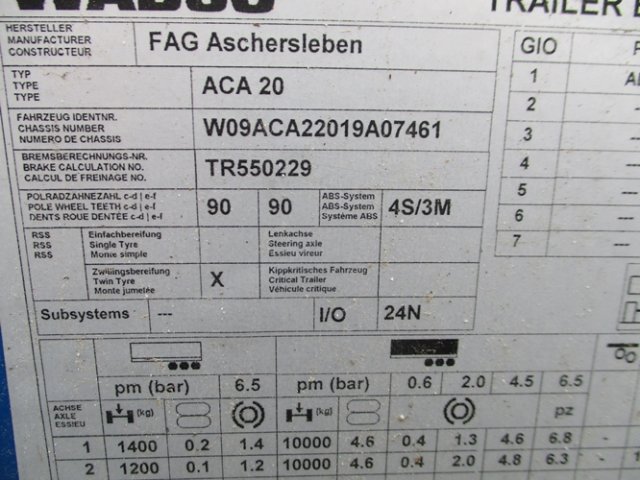 WABCO
TRAILER E
HERSTELLER
MANUFACTURER
CONSTRUCTEUR
FAG Aschersleben
TYP
TYPE
TYPE
ACA 20
FAHRZEUG IDENTNR.
CHASSIS NUMBER
NUMERO DE CHASSIS
W09ACA22019A07461
BREMSBERECHNUNGS-NR.
BRAKE CALCULATION NO.
CALCUL DE FREINAGE NO.
TR550229
POLRADZAHNEZAHL c-d | e-f
POLE WHEEL TEETH c-d | e-f
DENTS ROUE DENTÉE c-d | e-f
90 90
ABS-System
ABS-System
Système ABS
4S/3M
RSS Einfachbereifung
RSS Single Tyre
RSS Monte simple
Lenkachse
Steering axle
Essieu vireur
Zwillingsbereifung
Twin Tyre
Monte jumelée
X
Kippkritisches Fahrzeug
Critical Trailer
Véhicule critique
Subsystems --- I/O 24N
GIO
1
2
3
4
5
6
7
pm (bar) 6.5 pm (bar) 0.6 2.0 4.5 6.5
ACHSE
AXLE
ESSIEU
(kg) (kg) pz
1 1400 0.2 1.4 10000 4.6 0.4 1.3 4.6 6.8 -
2 1200 0.1 1.2 10000 4.6 0.4 2.0 4.8 6.3 -